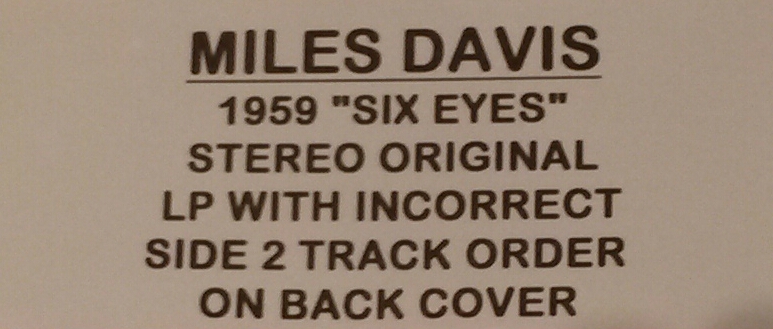 MILES DAVIS
1959 "SIX EYES"
STEREO ORIGINAL
LP WITH INCORRECT
SIDE 2 TRACK ORDER
ON BACK COVER